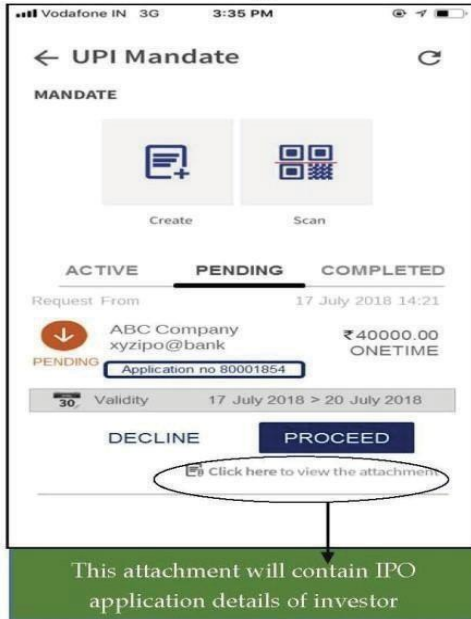 Vodafone IN 3G 3:35 PM
← UPI Mandate
MANDATE
Create Scan
ACTIVE PENDING COMPLETED
Request From 17 July 2018 14:21
ABC Company ₹40000.00
xyzipo@bank ONETIME
PENDING
Application no 80001854
30 Validity 17 July 2018 > 20 July 2018
DECLINE PROCEED
Click here to view the attachment
This attachment will contain IPO
application details of investor